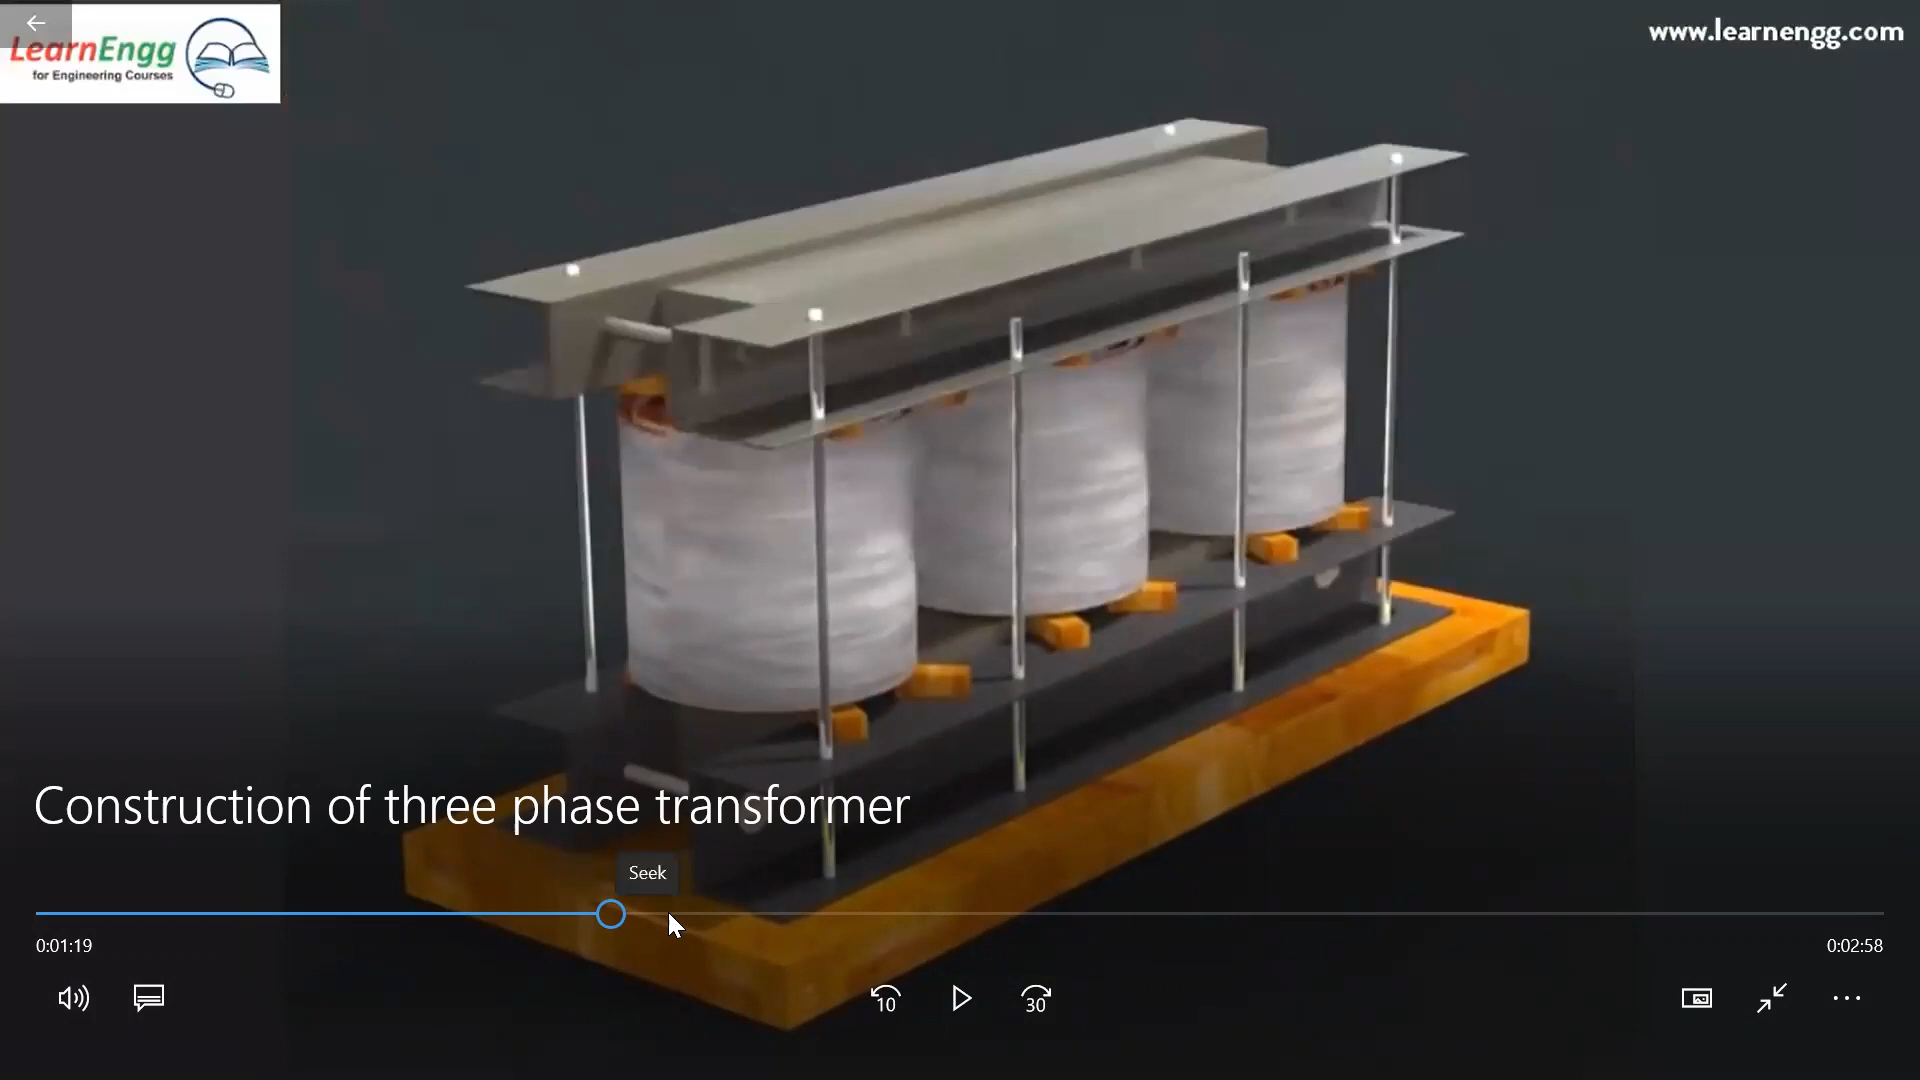 LearnEngg
for Engineering Courses
www.learnengg.com
Construction of three phase transformer
Seek
0:01:19
0:02:58
10
30